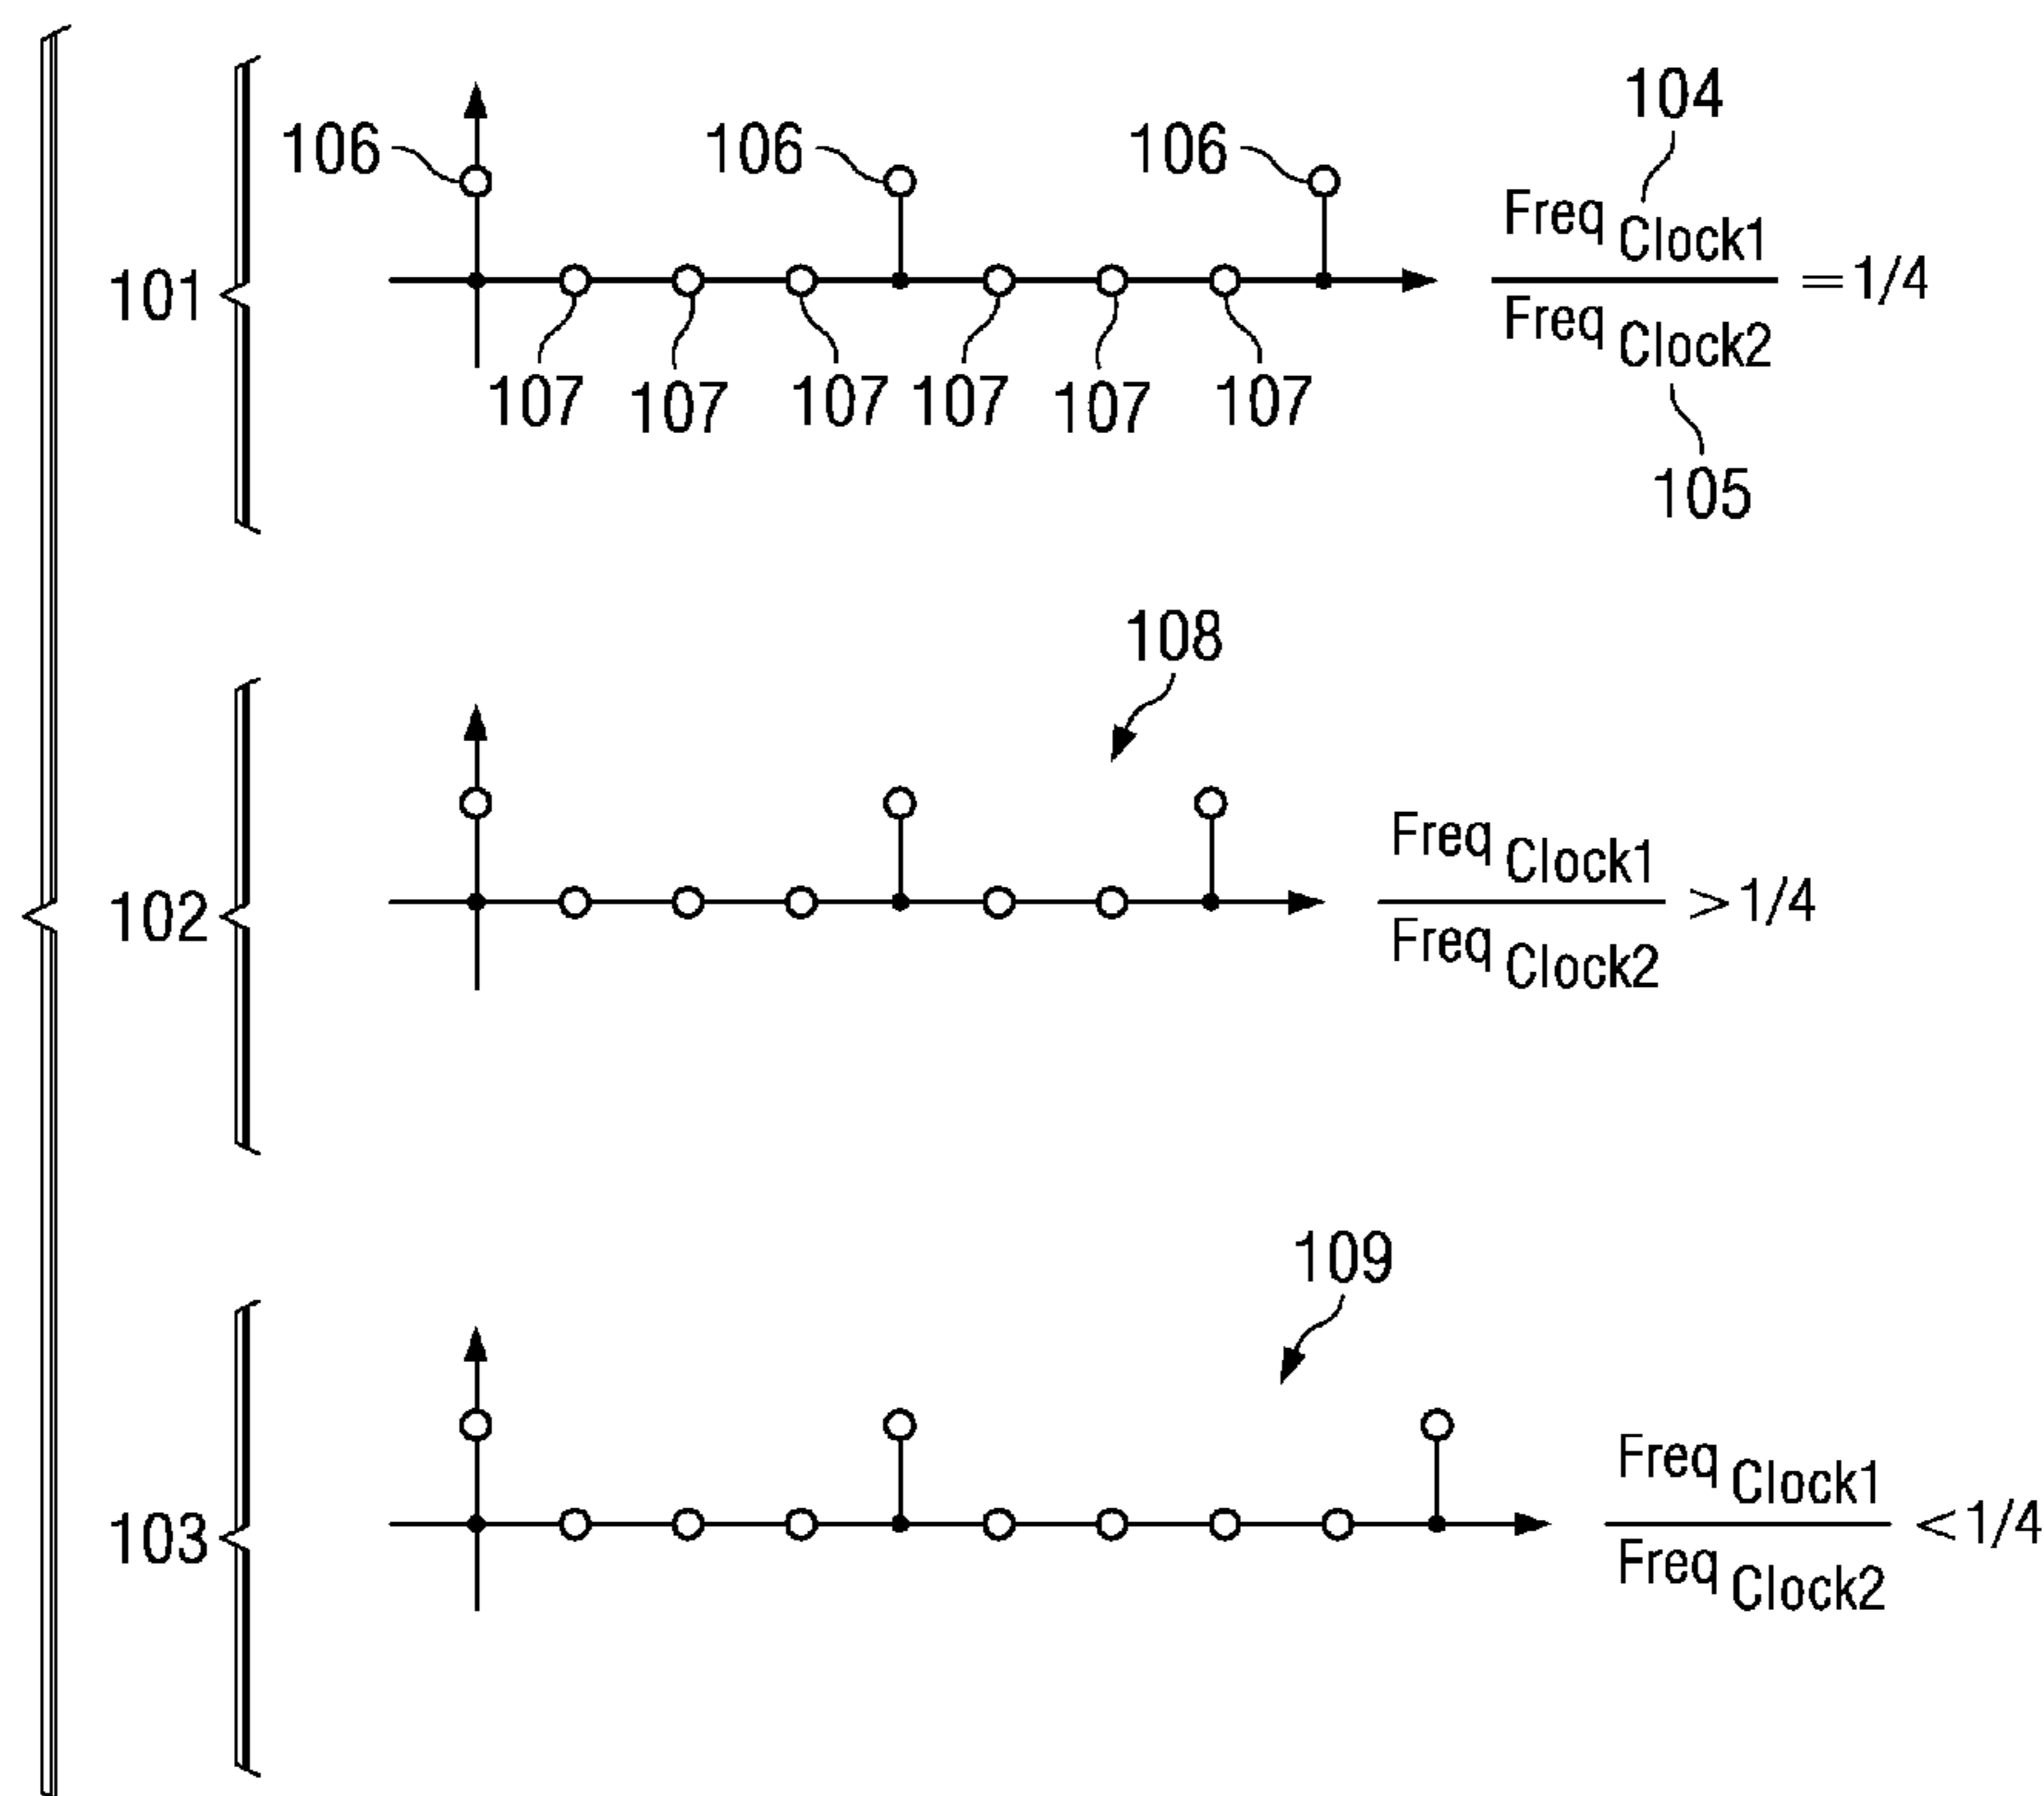 104
106 106 106
Freq Clock1
101
= 1/4
Freq Clock2
107 107 107 107 107 107
105
108
Freq Clock1
102
> 1/4
Freq Clock2
109
Freq Clock1
103
< 1/4
Freq Clock2